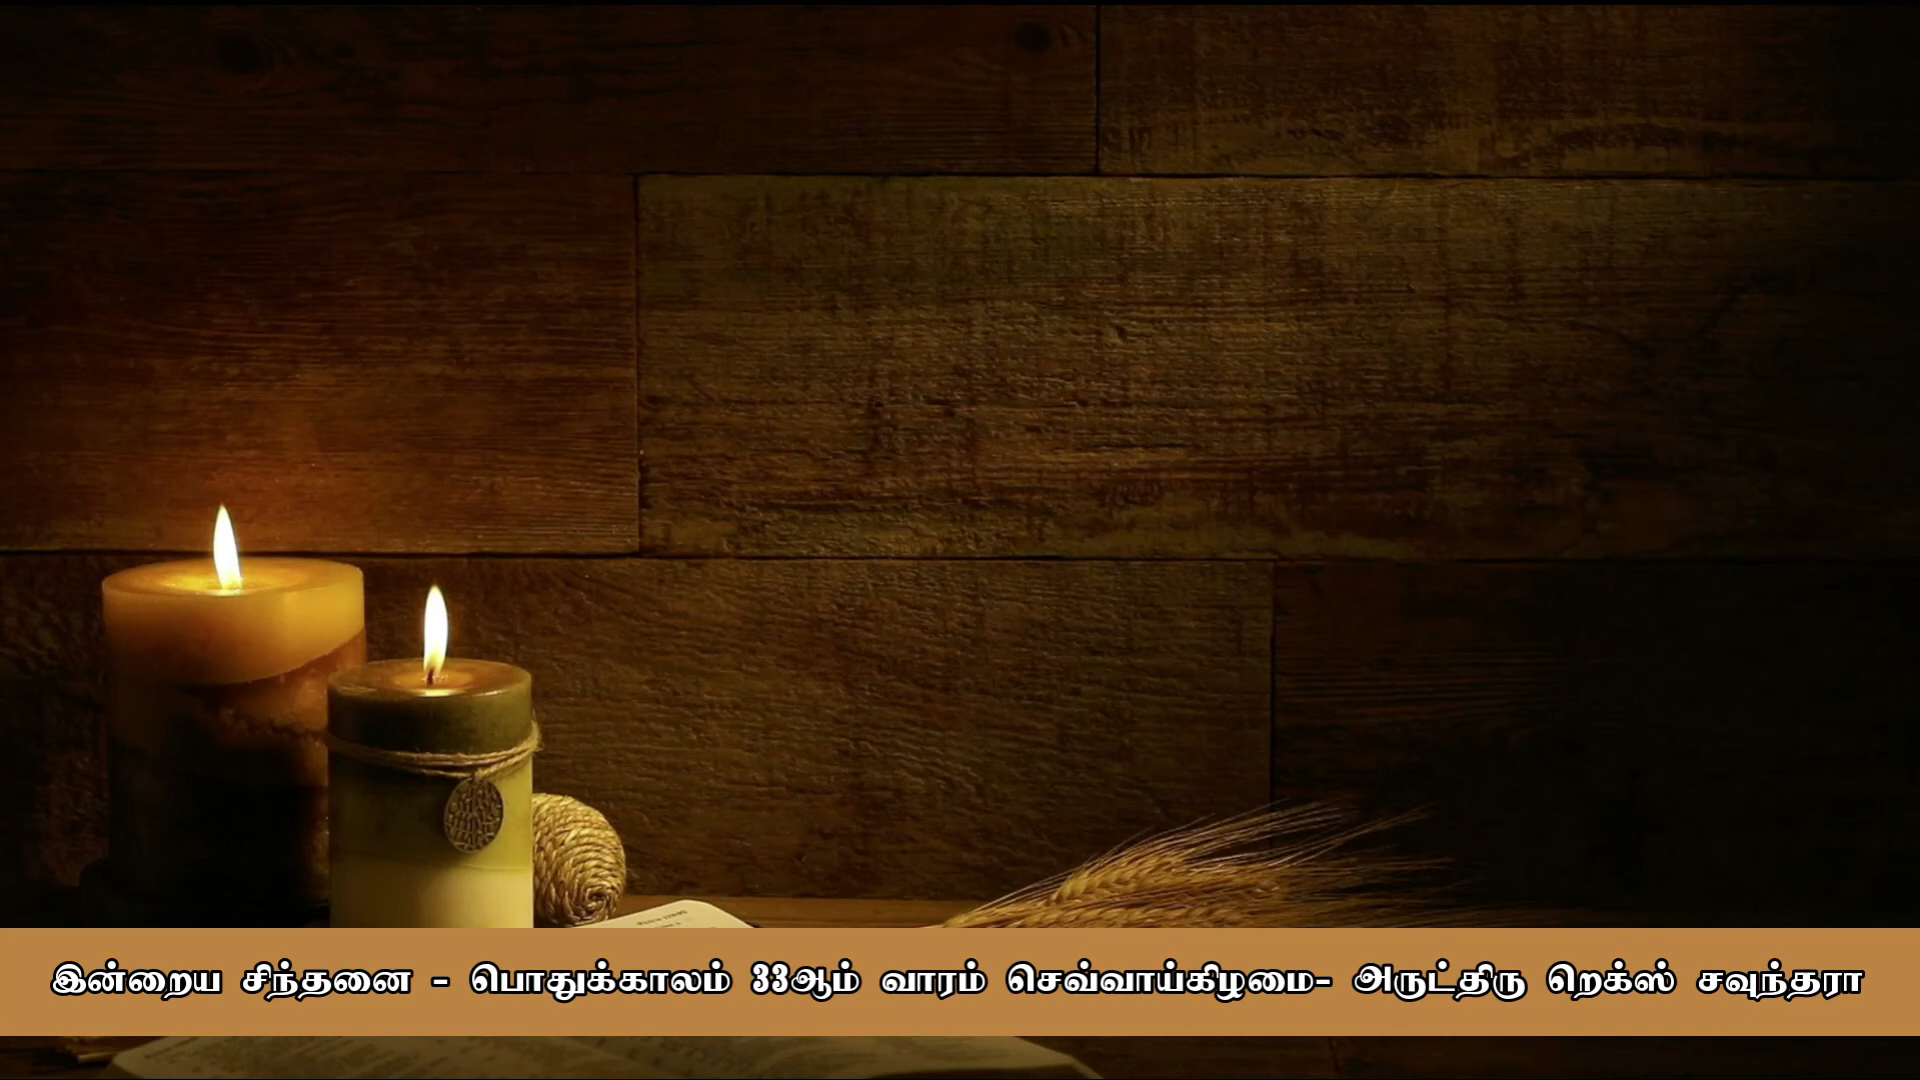 இன்றைய சிந்தனை - பொதுக்காலம் 33ஆம் வாரம் செவ்வாய்கிழமை- அருட்திரு றெக்ஸ் சவுந்தரா